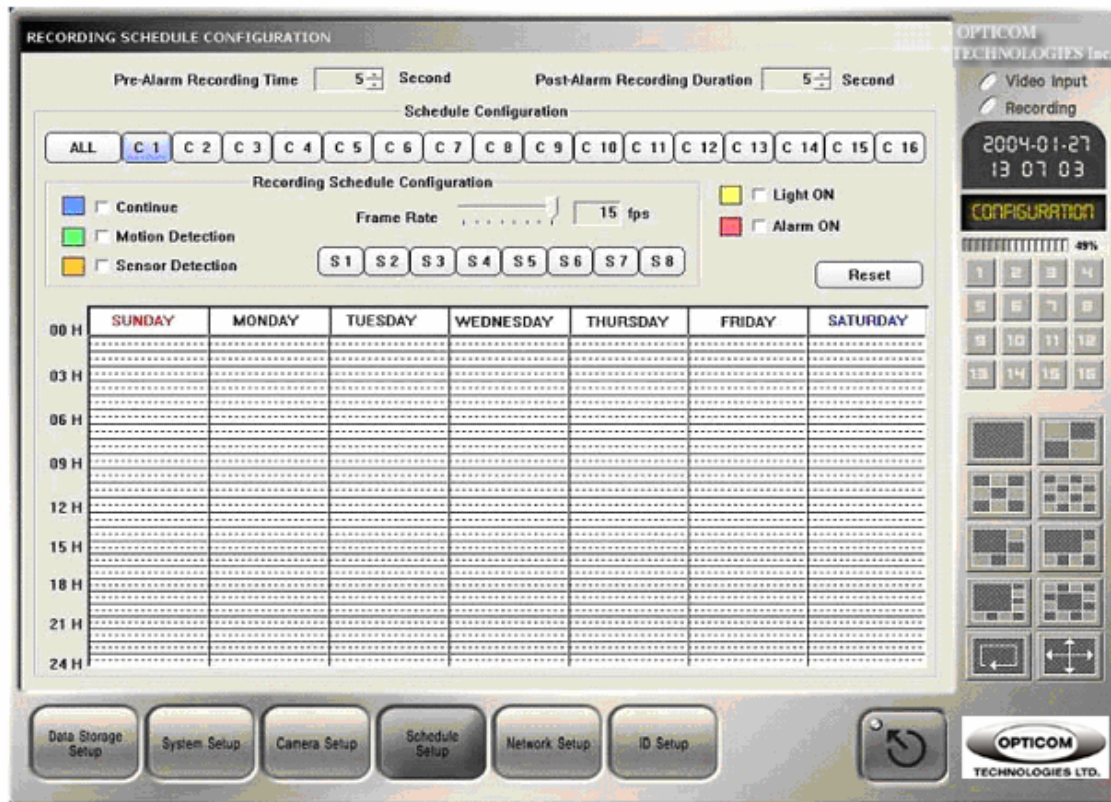 RECORDING SCHEDULE CONFIGURATION
OPTICOM
TECHNOLOGIES Inc
Pre-Alarm Recording Time 5 Second Post-Alarm Recording Duration 5 Second
Video Input
Recording
Schedule Configuration
ALL C 1 C 2 C 3 C 4 C 5 C 6 C 7 C 8 C 9 C 10 C 11 C 12 C 13 C 14 C 15 C 16
2004-01-27
13 07 03
Recording Schedule Configuration
Continue
Motion Detection
Sensor Detection
Frame Rate 15 fps
S 1 S 2 S 3 S 4 S 5 S 6 S 7 S 8
Light ON
Alarm ON
Reset
CONFIGURATION
49%
1 2 3 4
5 6 7 8
9 10 11 12
13 14 15 16
SUNDAY MONDAY TUESDAY WEDNESDAY THURSDAY FRIDAY SATURDAY
00 H
03 H
06 H
09 H
12 H
15 H
18 H
21 H
24 H
Data Storage Setup
System Setup
Camera Setup
Schedule Setup
Network Setup
ID Setup
OPTICOM
TECHNOLOGIES LTD.